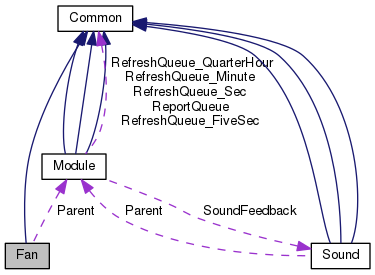 Common
RefreshQueue_QuarterHour
RefreshQueue_Minute
RefreshQueue_Sec
ReportQueue
RefreshQueue_FiveSec
Module
Parent
Parent
SoundFeedback
Fan
Sound